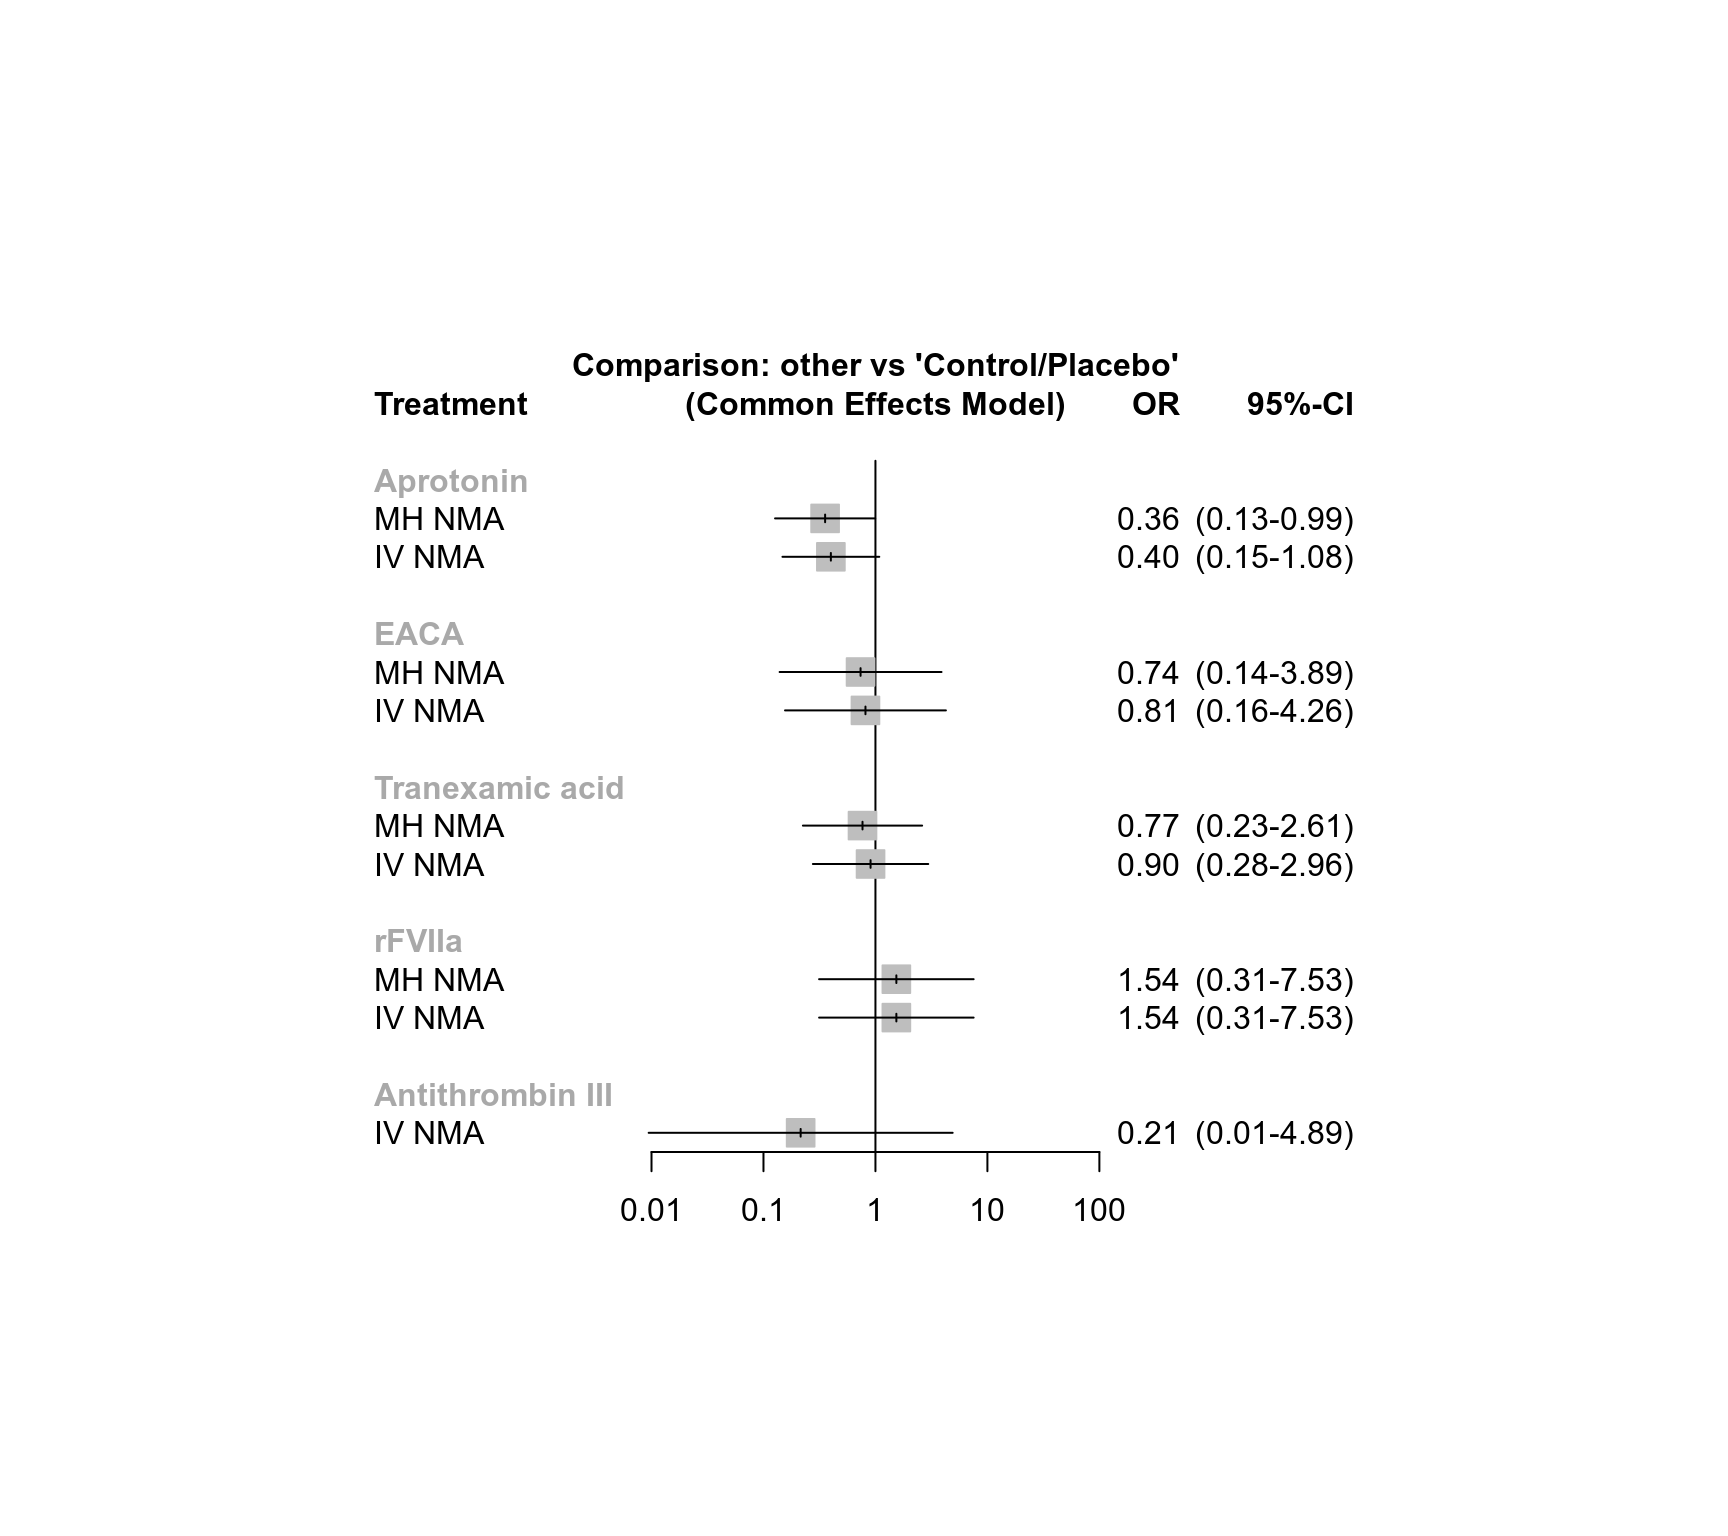 Comparison: other vs 'Control/Placebo'
Treatment (Common Effects Model) OR 95%-CI
Aprotonin
MH NMA 0.36 (0.13-0.99)
IV NMA 0.40 (0.15-1.08)
EACA
MH NMA 0.74 (0.14-3.89)
IV NMA 0.81 (0.16-4.26)
Tranexamic acid
MH NMA 0.77 (0.23-2.61)
IV NMA 0.90 (0.28-2.96)
rFVIIa
MH NMA 1.54 (0.31-7.53)
IV NMA 1.54 (0.31-7.53)
Antithrombin III
IV NMA 0.21 (0.01-4.89)
0.01 0.1 1 10 100